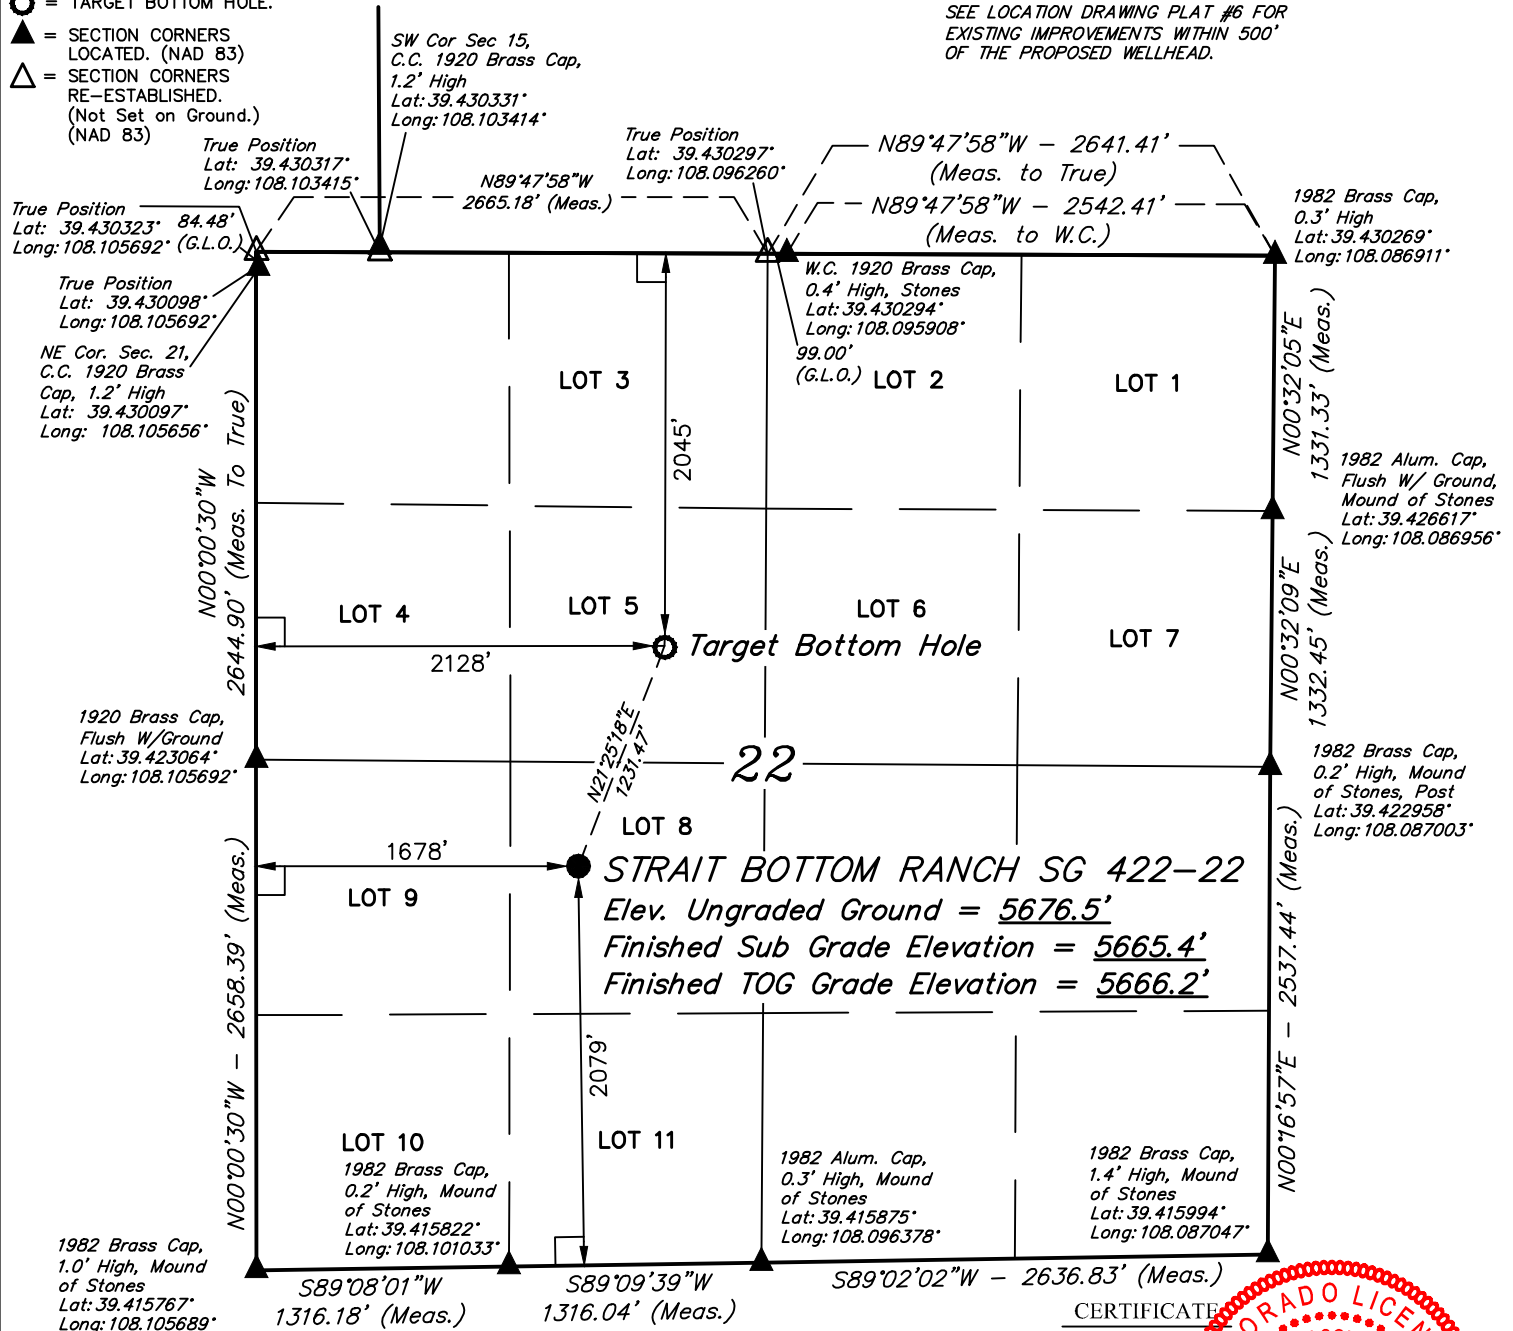 = TARGET BOTTOM HOLE.
= SECTION CORNERS
LOCATED. (NAD 83)
= SECTION CORNERS
RE-ESTABLISHED.
(Not Set on Ground.)
(NAD 83)
SEE LOCATION DRAWING PLAT #6 FOR
EXISTING IMPROVEMENTS WITHIN 500'
OF THE PROPOSED WELLHEAD.
SW Cor Sec 15,
C.C. 1920 Brass Cap,
1.2' High
Lat: 39.430331°
Long: 108.103414°
True Position
Lat: 39.430317°
Long: 108.103415°
True Position
Lat: 39.430297°
Long: 108.096260°
N89°47'58"W
2665.18' (Meas.)
N89°47'58"W - 2641.41'
(Meas. to True)
N89°47'58"W - 2542.41'
(Meas. to W.C.)
1982 Brass Cap,
0.3' High
Lat: 39.430269°
Long: 108.086911°
True Position
Lat: 39.430323°
Long: 108.105692°
84.48'
(G.L.O.)
True Position
Lat: 39.430098°
Long: 108.105692°
NE Cor. Sec. 21,
C.C. 1920 Brass
Cap, 1.2' High
Lat: 39.430097°
Long: 108.105656°
W.C. 1920 Brass Cap,
0.4' High, Stones
Lat: 39.430294°
Long: 108.095908°
99.00'
(G.L.O.)
LOT 3
LOT 2
LOT 1
N00°32'05"E
1331.33' (Meas.)
2045'
1982 Alum. Cap,
Flush W/ Ground,
Mound of Stones
Lat: 39.426617°
Long: 108.086956°
N00°00'30"W
2644.90' (Meas. To True)
LOT 4
LOT 5
LOT 6
LOT 7
N00°32'09"E
1332.45' (Meas.)
Target Bottom Hole
2128'
N21°25'18"E
1231.47'
1920 Brass Cap,
Flush W/Ground
Lat: 39.423064°
Long: 108.105692°
22
1982 Brass Cap,
0.2' High, Mound
of Stones, Post
Lat: 39.422958°
Long: 108.087003°
LOT 8
1678'
STRAIT BOTTOM RANCH SG 422-22
Elev. Ungraded Ground = 5676.5'
Finished Sub Grade Elevation = 5665.4'
Finished TOG Grade Elevation = 5666.2'
LOT 9
N00°00'30"W - 2658.39' (Meas.)
2079'
N00°16'57"E - 2537.44' (Meas.)
LOT 10
LOT 11
1982 Brass Cap,
0.2' High, Mound
of Stones
Lat: 39.415822°
Long: 108.101033°
1982 Alum. Cap,
0.3' High, Mound
of Stones
Lat: 39.415875°
Long: 108.096378°
1982 Brass Cap,
1.4' High, Mound
of Stones
Lat: 39.415994°
Long: 108.087047°
1982 Brass Cap,
1.0' High, Mound
of Stones
Lat: 39.415767°
Long: 108.105689°
S89°08'01"W
1316.18' (Meas.)
S89°09'39"W
1316.04' (Meas.)
S89°02'02"W - 2636.83' (Meas.)
CERTIFICATE
ORADO LICEN